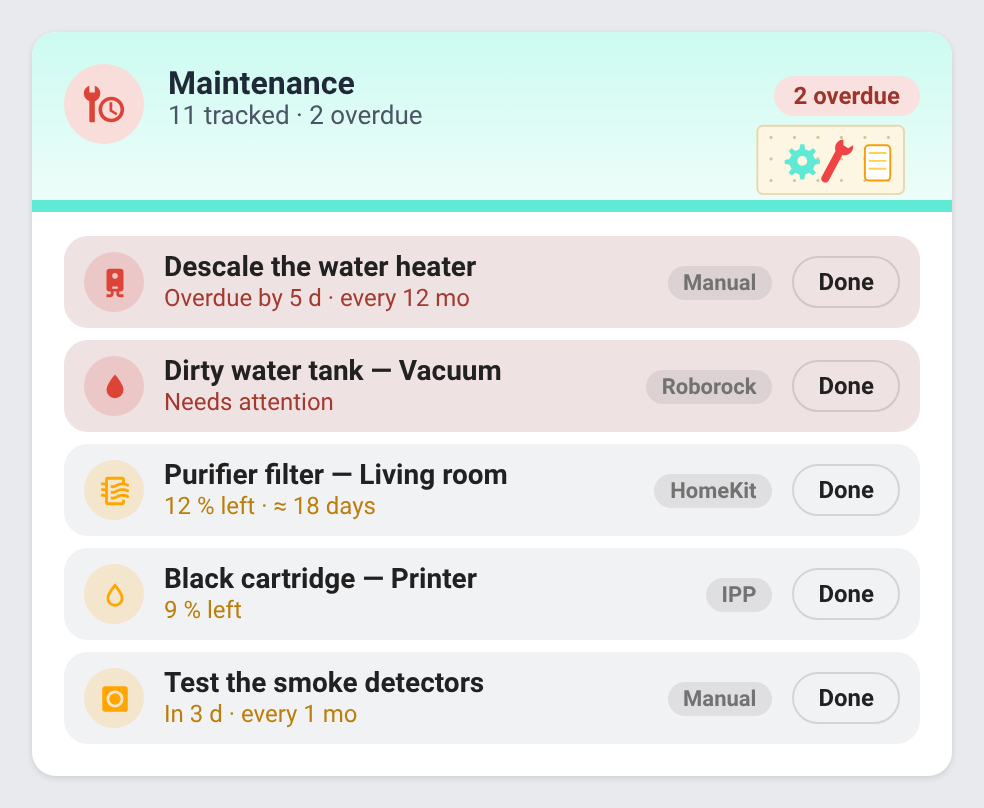 Maintenance
11 tracked · 2 overdue
2 overdue
Descale the water heater
Overdue by 5 d · every 12 mo
Manual
Done
Dirty water tank — Vacuum
Needs attention
Roborock
Done
Purifier filter — Living room
12 % left · ≈ 18 days
HomeKit
Done
Black cartridge — Printer
9 % left
IPP
Done
Test the smoke detectors
In 3 d · every 1 mo
Manual
Done